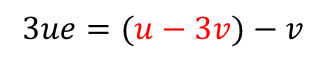 3ue = (u − 3v) − v